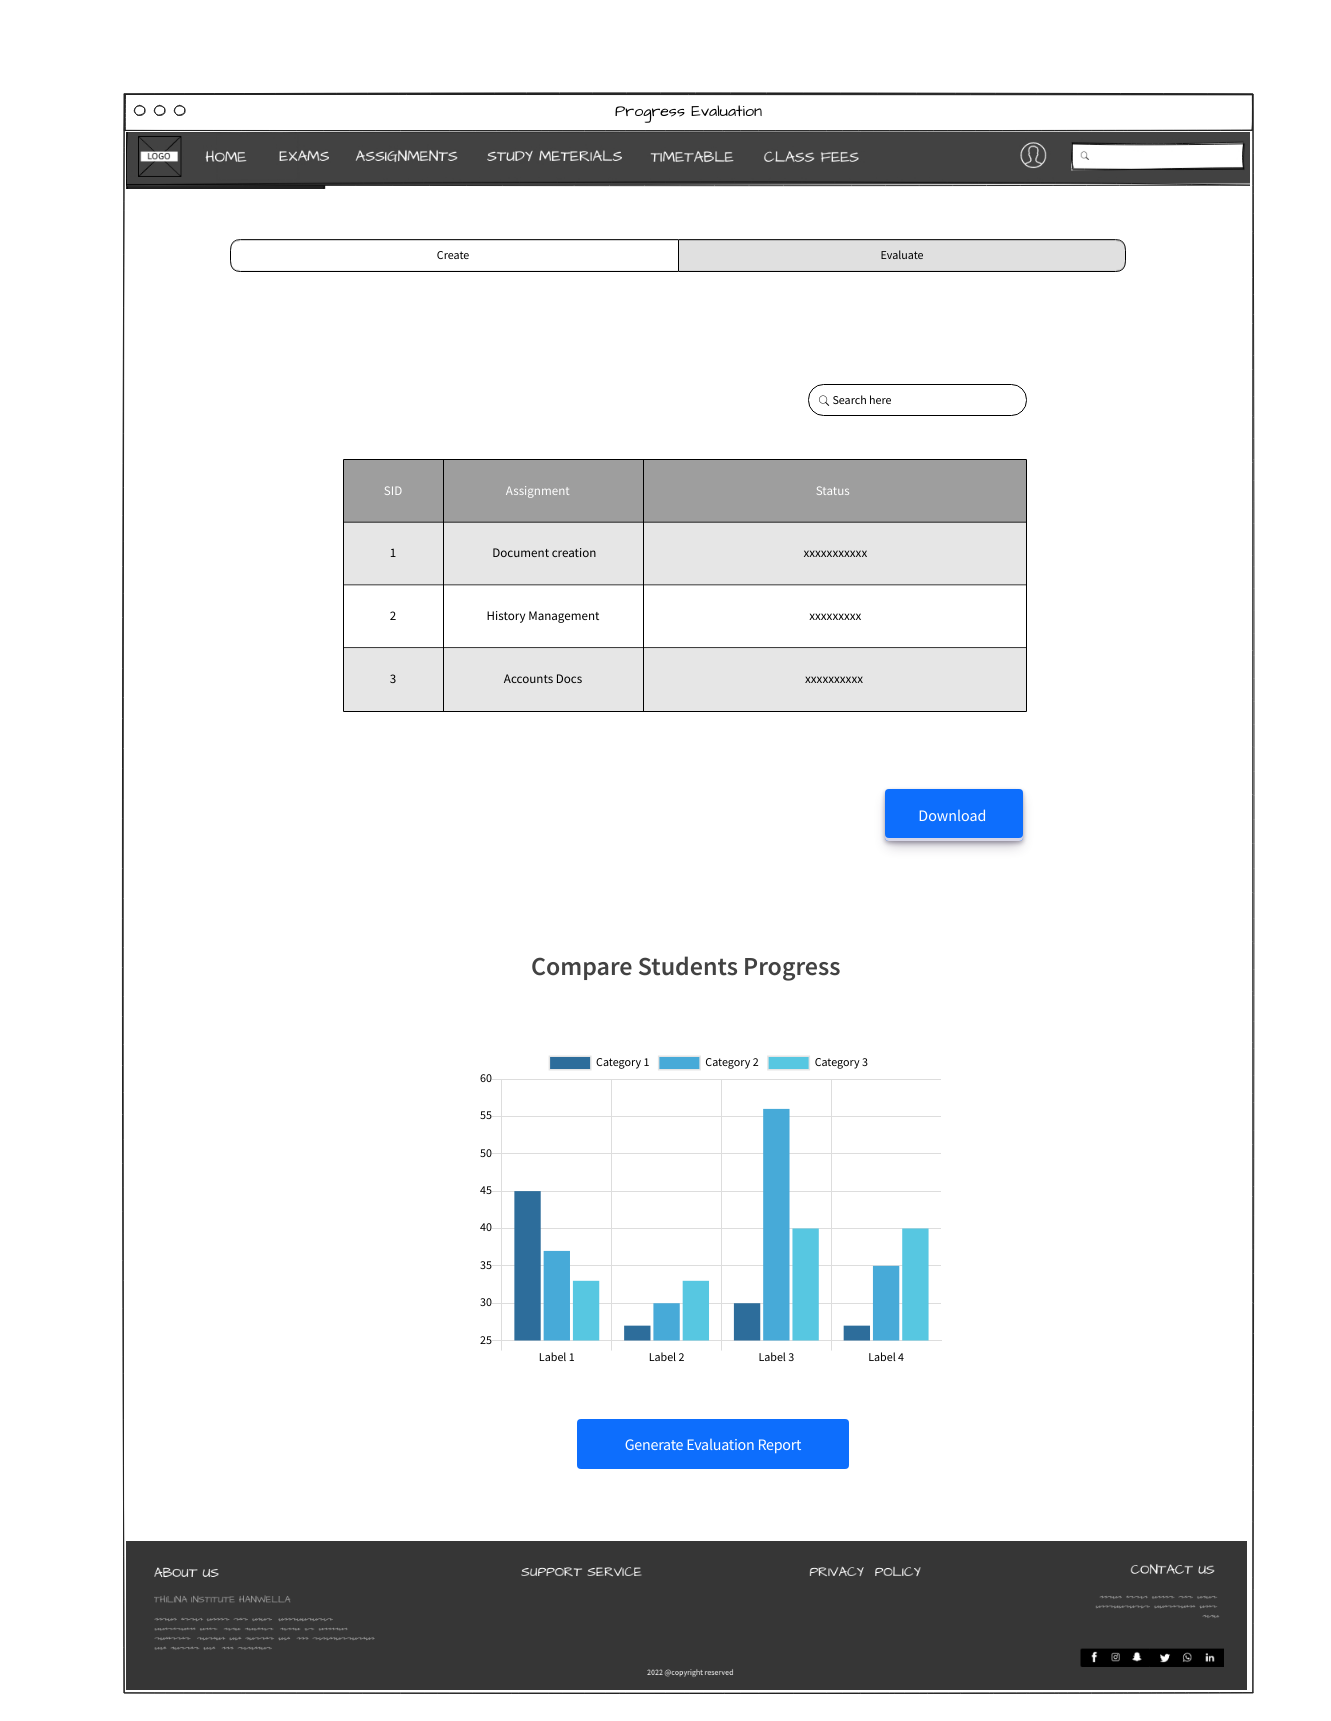 Progress Evaluation
LOGO HOME EXAMS ASSIGNMENTS STUDY METERIALS TIMETABLE CLASS FEES
Create Evaluate
Search here
SID Assignment Status
1 Document creation xxxxxxxxxxx
2 History Management xxxxxxxxx
3 Accounts Docs xxxxxxxxxx
Download
Compare Students Progress
Category 1 Category 2 Category 3
60
55
50
45
40
35
30
25
Label 1 Label 2 Label 3 Label 4
Generate Evaluation Report
ABOUT US SUPPORT SERVICE PRIVACY POLICY CONTACT US
THILINA INSTITUTE HANWELLA
2022 @copyright reserved